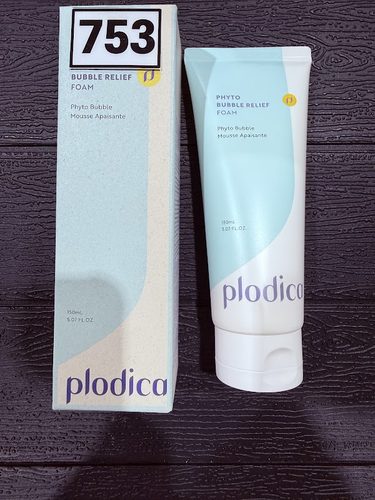 753
BUBBLE RELIEF
FOAM
Phyto Bubble
Mousse Apaisante
150mL
5.07 FL.OZ.
plodica
PHYTO
BUBBLE RELIEF
FOAM
Phyto Bubble
Mousse Apaisante
150mL
5.07 FL.OZ.
plodica